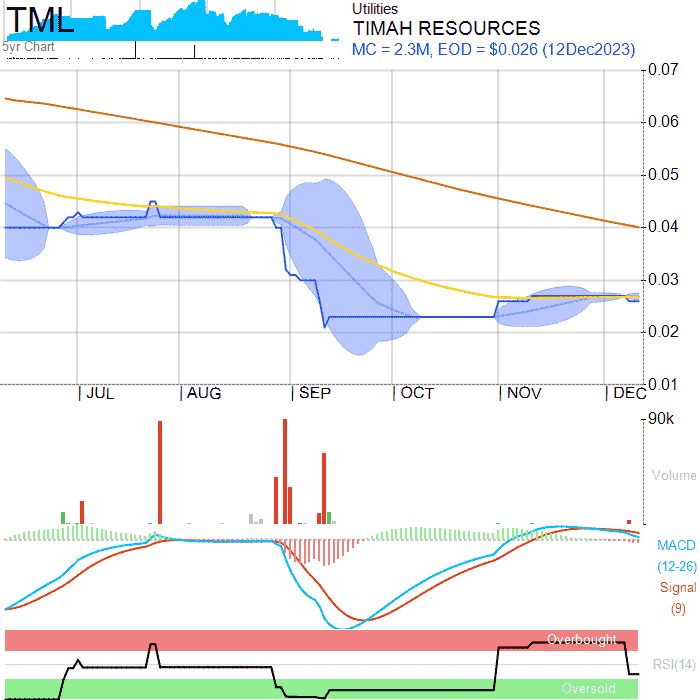 TML
5yr Chart
Utilities
TIMAH RESOURCES
MC = 2.3M, EOD = $0.026 (12Dec2023)
0.07
0.06
0.05
0.04
0.03
0.02
0.01
JUL AUG SEP OCT NOV DEC
90k
Volume
MACD
(12-26)
Signal
(9)
Overbought
RSI(14)
Oversold